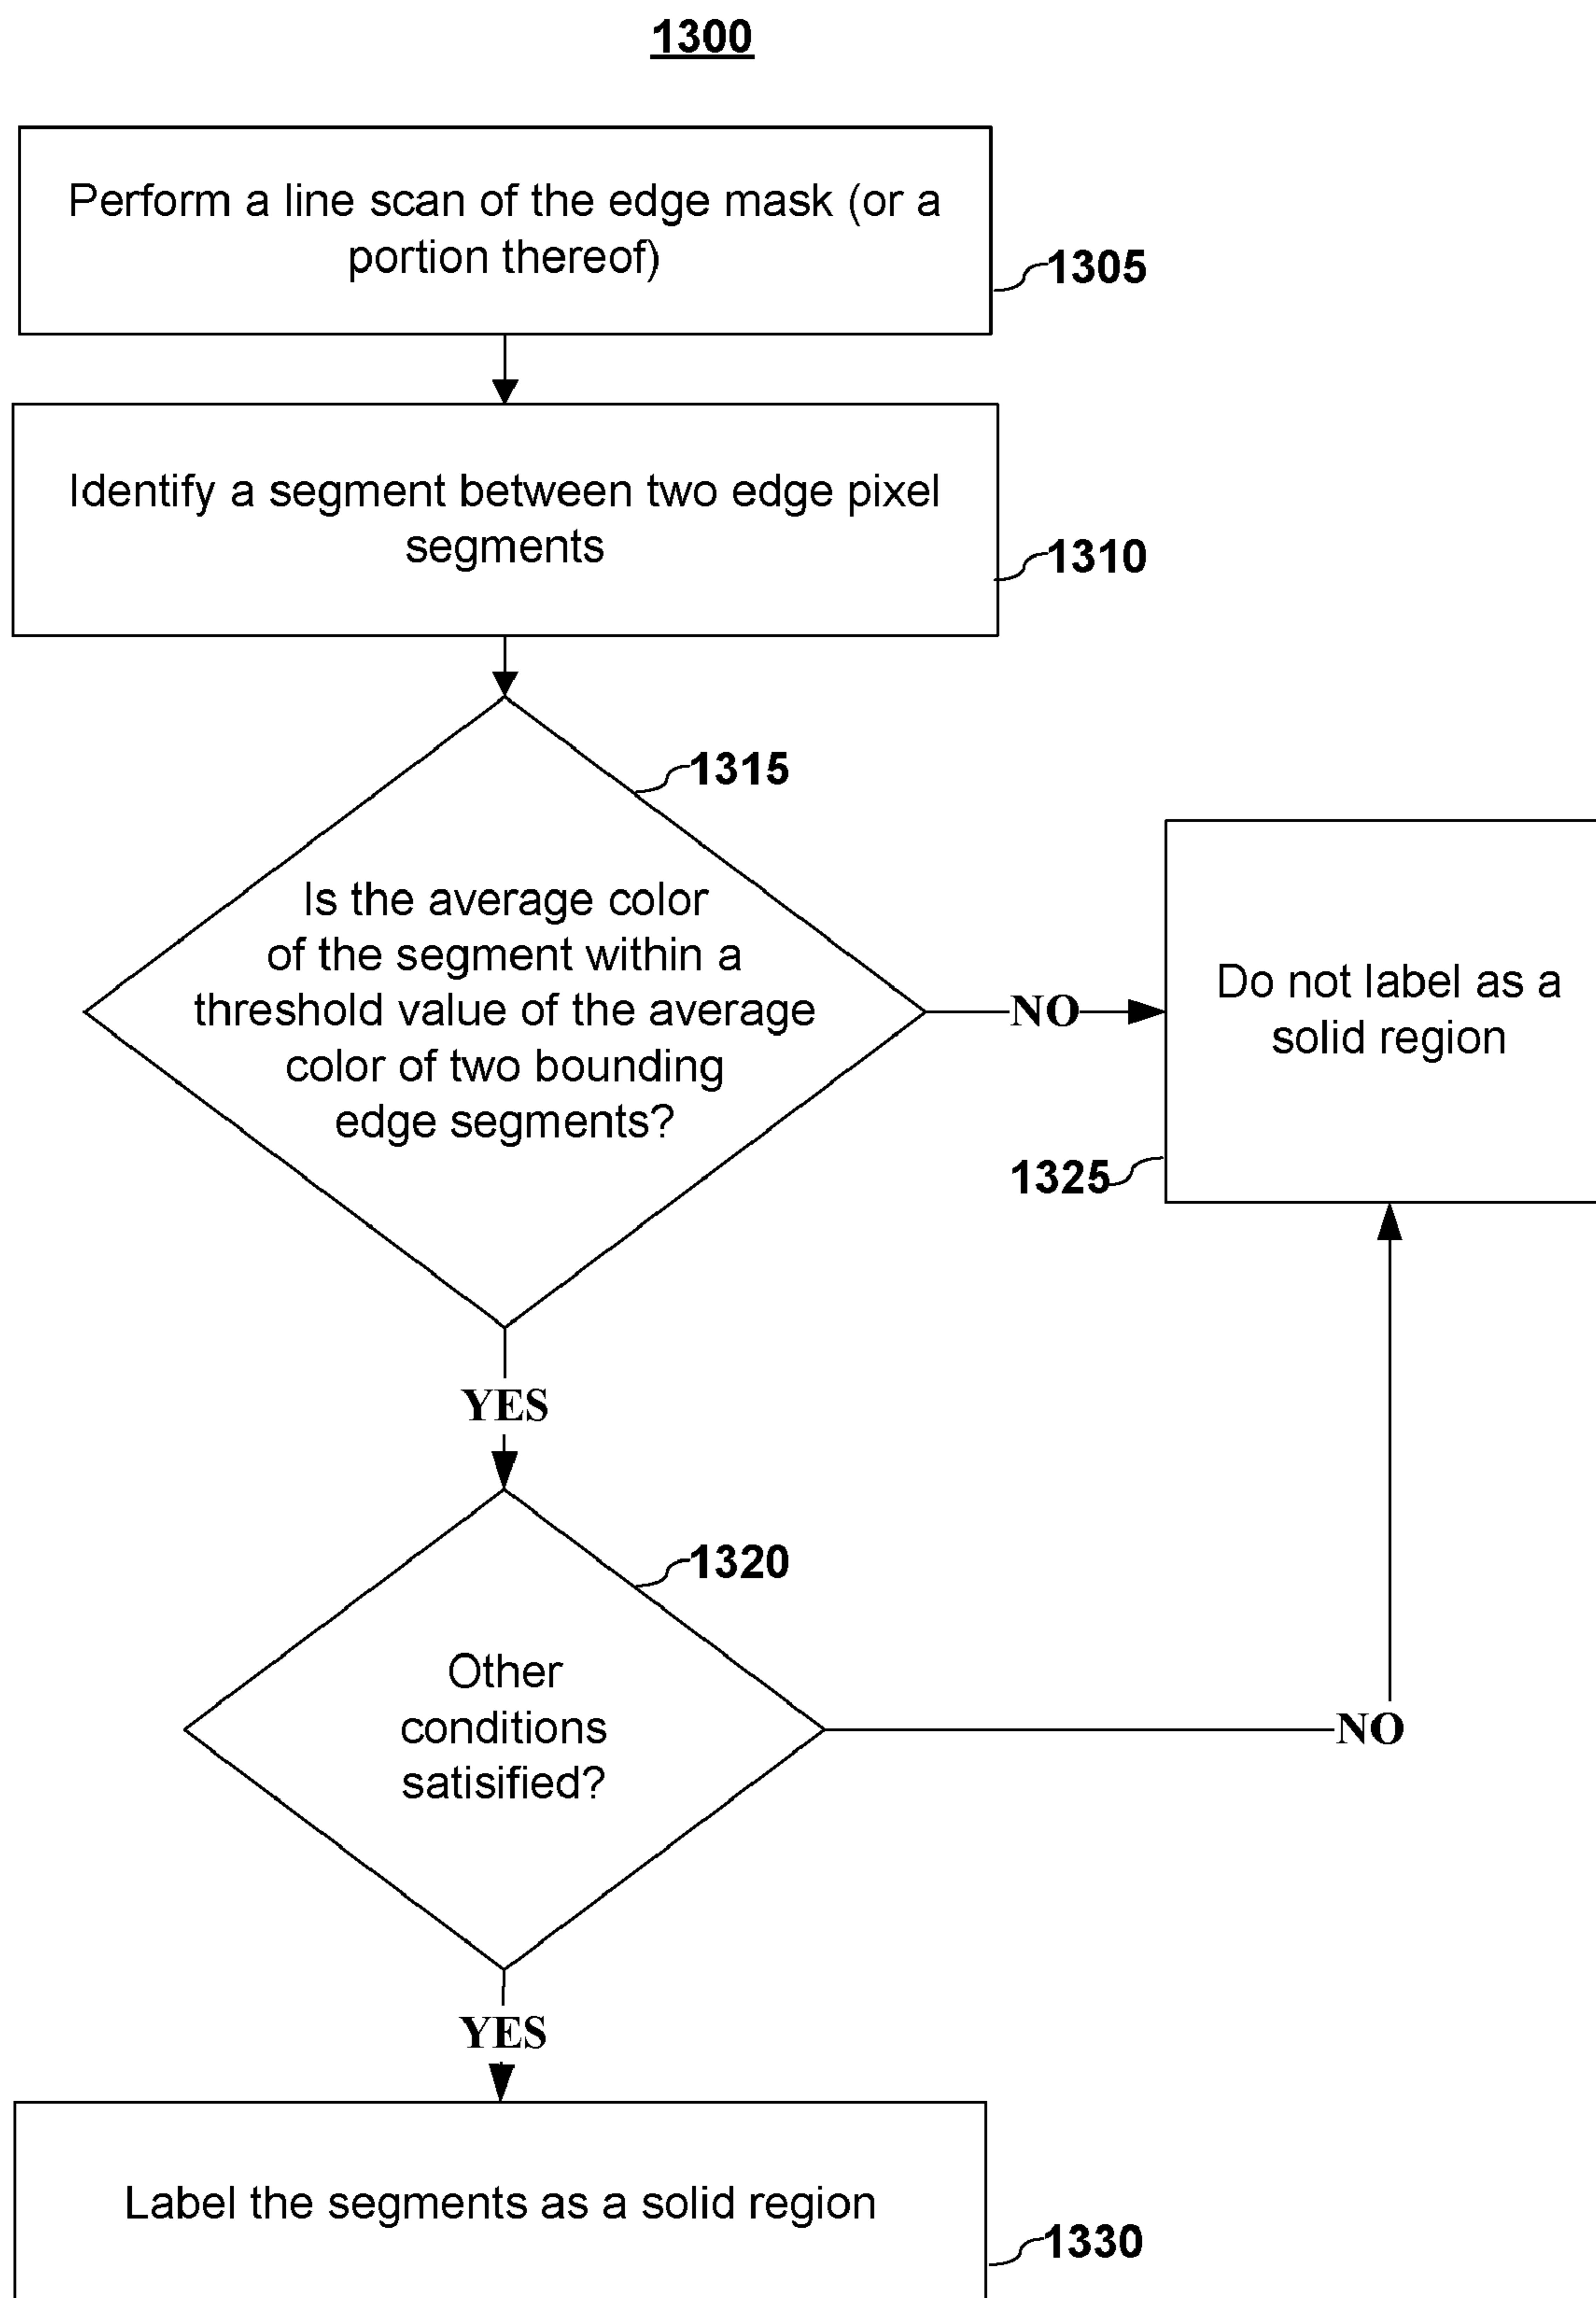 1300
Perform a line scan of the edge mask (or a
portion thereof)
1305
Identify a segment between two edge pixel
segments
1310
1315
Is the average color
of the segment within a
threshold value of the average
color of two bounding
edge segments?
NO
Do not label as a
solid region
1325
YES
1320
Other
conditions
satisified?
NO
YES
Label the segments as a solid region
1330